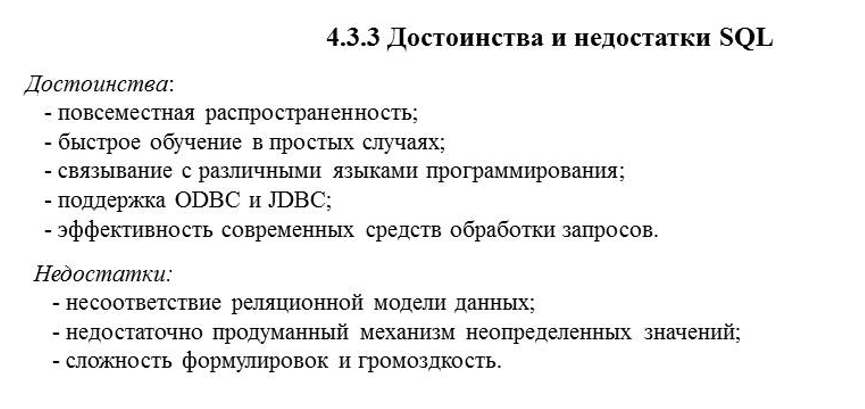 4.3.3 Достоинства и недостатки SQL
Достоинства:
- повсеместная распространенность;
- быстрое обучение в простых случаях;
- связывание с различными языками программирования;
- поддержка ODBC и JDBC;
- эффективность современных средств обработки запросов.
Недостатки:
- несоответствие реляционной модели данных;
- недостаточно продуманный механизм неопределенных значений;
- сложность формулировок и громоздкость.